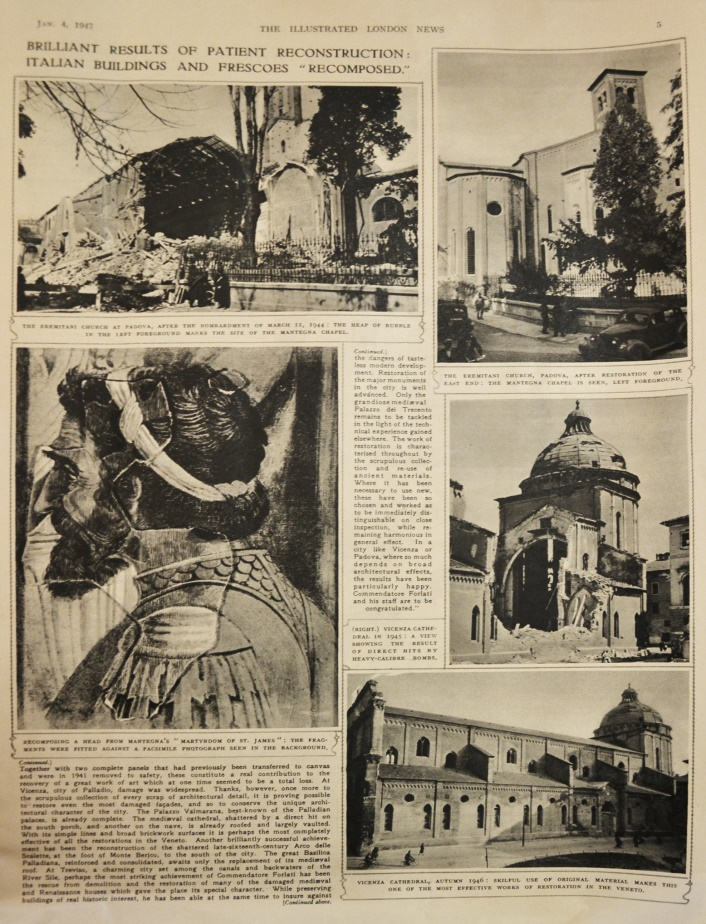 JAN. 4, 1947
THE ILLUSTRATED LONDON NEWS
5
BRILLIANT RESULTS OF PATIENT RECONSTRUCTION:
ITALIAN BUILDINGS AND FRESCOES "RECOMPOSED."
THE EREMITANI CHURCH AT PADOVA, AFTER THE BOMBARDMENT OF MARCH 11, 1944: THE HEAP OF RUBBLE
IN THE LEFT FOREGROUND MARKS THE SITE OF THE MANTEGNA CHAPEL.
THE EREMITANI CHURCH, PADOVA, AFTER RESTORATION OF THE
EAST END: THE MANTEGNA CHAPEL IS SEEN, LEFT FOREGROUND.
RECOMPOSING A HEAD FROM MANTEGNA'S "MARTYRDOM OF ST. JAMES": THE FRAG-
MENTS WERE FITTED AGAINST A FACSIMILE PHOTOGRAPH SEEN IN THE BACKGROUND.
Continued.]
Together with two complete panels that had previously been transferred to canvas
and were in 1941 removed to safety, these constitute a real contribution to the
recovery of a great work of art which at one time seemed to be a total loss. At
Vicenza, city of Palladio, damage was widespread. Thanks, however, once more to
the scrupulous collection of every scrap of architectural detail, it is proving possible
to restore even the most damaged façades, and so to conserve the unique archi-
tectural character of the city. The Palazzo Valmarana, best-known of the Palladian
palaces, is already complete. The mediæval cathedral, shattered by a direct hit on
the south porch, and another on the nave, is already roofed and largely vaulted.
With its simple lines and broad brickwork surfaces it is perhaps the most completely
effective of all the restorations in the Veneto. Another brilliantly successful achieve-
ment has been the reconstruction of the shattered late-sixteenth-century Arco delle
Scalette, at the foot of Monte Berico, to the south of the city. The great Basilica
Palladiana, reinforced and consolidated, awaits only the replacement of its mediæval
roof. At Treviso, a charming city set among the canals and backwaters of the
River Sile, perhaps the most striking achievement of Commendatore Forlati has been
the rescue from demolition and the restoration of many of the damaged mediæval
and Renaissance houses which gave the place its special character. While preserving
buildings of real historic interest, he has been able at the same time to insure against
[Continued above.
Continued.]
the dangers of taste-
less modern develop-
ment. Restoration of
the major monuments
in the city is well
advanced. Only the
grandiose mediæval
Palazzo dei Trecento
remains to be tackled
in the light of the tech-
nical experience gained
elsewhere. The work of
restoration is charac-
terised throughout by
the scrupulous collec-
tion and re-use of
ancient materials.
Where it has been
necessary to use new,
these have been so
chosen and worked as
to be immediately dis-
tinguishable on close
inspection, while re-
maining harmonious in
general effect. In a
city like Vicenza or
Padova, where so much
depends on broad
architectural effects,
the results have been
particularly happy.
Commendatore Forlati
and his staff are to be
congratulated."
(RIGHT.) VICENZA CATHE-
DRAL IN 1945: A VIEW
SHOWING THE RESULT
OF DIRECT HITS BY
HEAVY-CALIBRE BOMBS.
VICENZA CATHEDRAL, AUTUMN 1946: SKILFUL USE OF ORIGINAL MATERIAL MAKES THIS
ONE OF THE MOST EFFECTIVE WORKS OF RESTORATION IN THE VENETO.